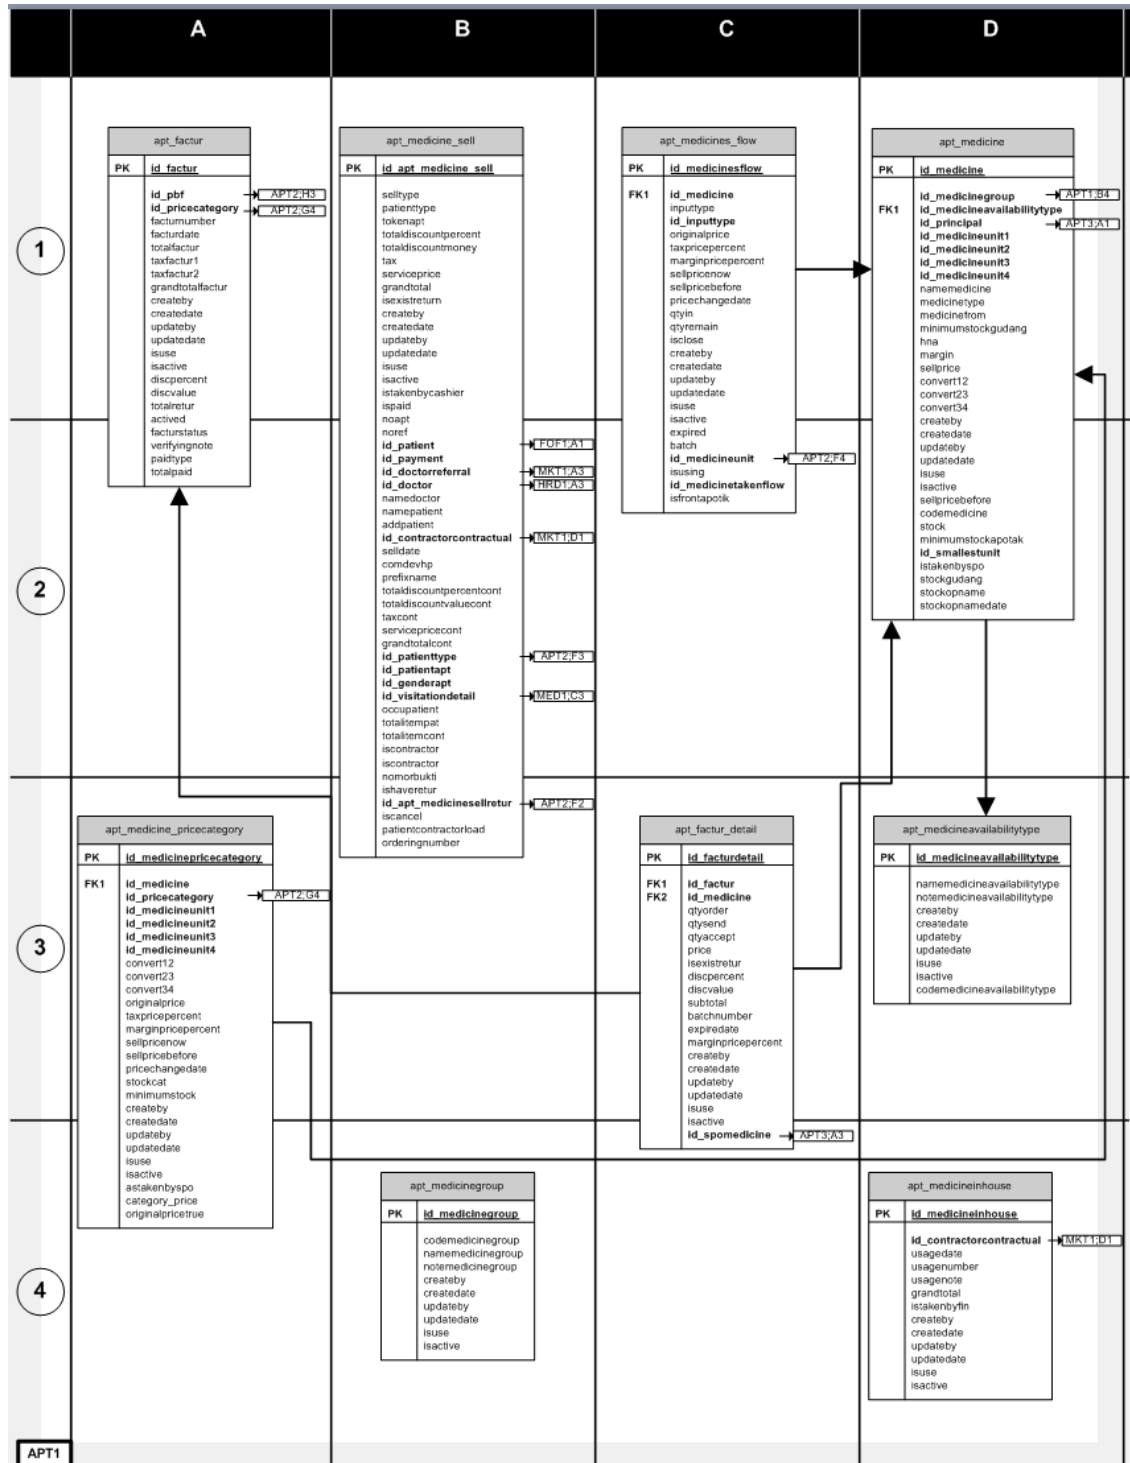 A
B
C
D
1
apt_factur
PK id_factur
id_pbf APT2;H3
id_pricecategory APT2;G4
facturnumber
facturdate
totalfactur
taxfactur1
taxfactur2
grandtotalfactur
createby
createdate
updateby
updatedate
isuse
isactive
discpercent
discvalue
totalretur
actived
facturstatus
verifyingnote
paidtype
totalpaid
apt_medicine_sell
PK id_apt_medicine_sell
selltype
patienttype
tokenapt
totaldiscountpercent
totaldiscountmoney
tax
serviceprice
grandtotal
isexistreturn
createby
createdate
updateby
updatedate
isuse
isactive
istakenbycashier
ispaid
noapt
noref
id_patient FOF1;A1
id_payment
id_doctorreferral MKT1;A3
id_doctor HRD1;A3
namedoctor
namepatient
addpatient
id_contractorcontractual MKT1;D1
selldate
comdevhp
prefixname
totaldiscountpercentcont
totaldiscountvaluecont
taxcont
servicepricecont
grandtotalcont
id_patienttype APT2;F3
id_patientapt
id_genderapt
id_visitationdetail MED1;C3
occupatient
totalitempat
totalitemcont
iscontractor
iscontractor
nomorbukti
ishaveretur
id_apt_medicinesellretur APT2;F2
iscancel
patientcontractorload
orderingnumber
apt_medicines_flow
PK id_medicinesflow
FK1 id_medicine
inputtype
id_inputtype
originalprice
taxpricepercent
marginpricepercent
sellpricenow
sellpricebefore
pricechangedate
qtyin
qtyremain
isclose
createby
createdate
updateby
updatedate
isuse
isactive
expired
batch
id_medicineunit APT2;F4
isusing
id_medicinetakenflow
isfrontapotik
apt_medicine
PK id_medicine
id_medicinegroup APT1;B4
FK1 id_medicineavailabilitytype
id_principal APT3;A1
id_medicineunit1
id_medicineunit2
id_medicineunit3
id_medicineunit4
namemedicine
medicinetype
medicinefrom
minimumstockgudang
hna
margin
sellprice
convert12
convert23
convert34
createby
createdate
updateby
updatedate
isuse
isactive
sellpricebefore
codemedicine
stock
minimumstockapotak
id_smallestunit
istakenbyspo
stockgudang
stockopname
stockopnamedate
2
3
apt_medicine_pricecategory
PK id_medicinepricecategory
FK1 id_medicine
id_pricecategory APT2;G4
id_medicineunit1
id_medicineunit2
id_medicineunit3
id_medicineunit4
convert12
convert23
convert34
originalprice
taxpricepercent
marginpricepercent
sellpricenow
sellpricebefore
pricechangedate
stockcat
minimumstock
createby
createdate
updateby
updatedate
isuse
isactive
astakenbyspo
category_price
originalpricetrue
apt_factur_detail
PK id_facturdetail
FK1 id_factur
FK2 id_medicine
qtyorder
qtysend
qtyaccept
price
isexistretur
discpercent
discvalue
subtotal
batchnumber
expiredate
marginpricepercent
createby
createdate
updateby
updatedate
isuse
isactive
id_spomedicine APT3;A3
apt_medicineavailabilitytype
PK id_medicineavailabilitytype
namemedicineavailabilitytype
notemedicineavailabilitytype
createby
createdate
updateby
updatedate
isuse
isactive
codemedicineavailabilitytype
4
apt_medicinegroup
PK id_medicinegroup
codemedicinegroup
namemedicinegroup
notemedicinegroup
createby
createdate
updateby
updatedate
isuse
isactive
apt_medicineinhouse
PK id_medicineinhouse
id_contractorcontractual MKT1;D1
usagedate
usagenumber
usagenote
grandtotal
istakenbyfin
createby
createdate
updateby
updatedate
isuse
isactive
APT1